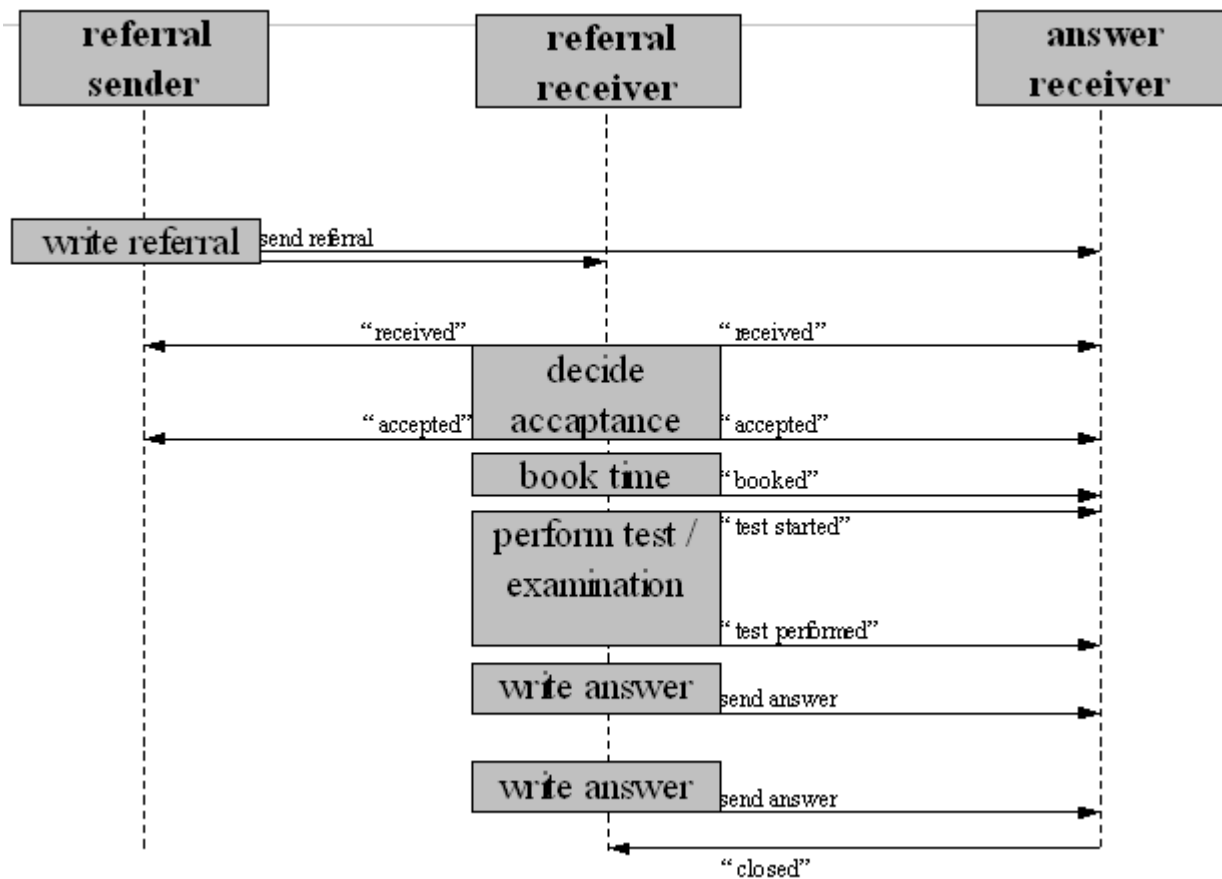 referral
sender
referral
receiver
answer
receiver
write referral
send referral
“received”
“received”
decide
accaptance
“accepted”
“accepted”
book time
“booked”
perform test /
examination
“test started”
“test performed”
write answer
send answer
write answer
send answer
“closed”